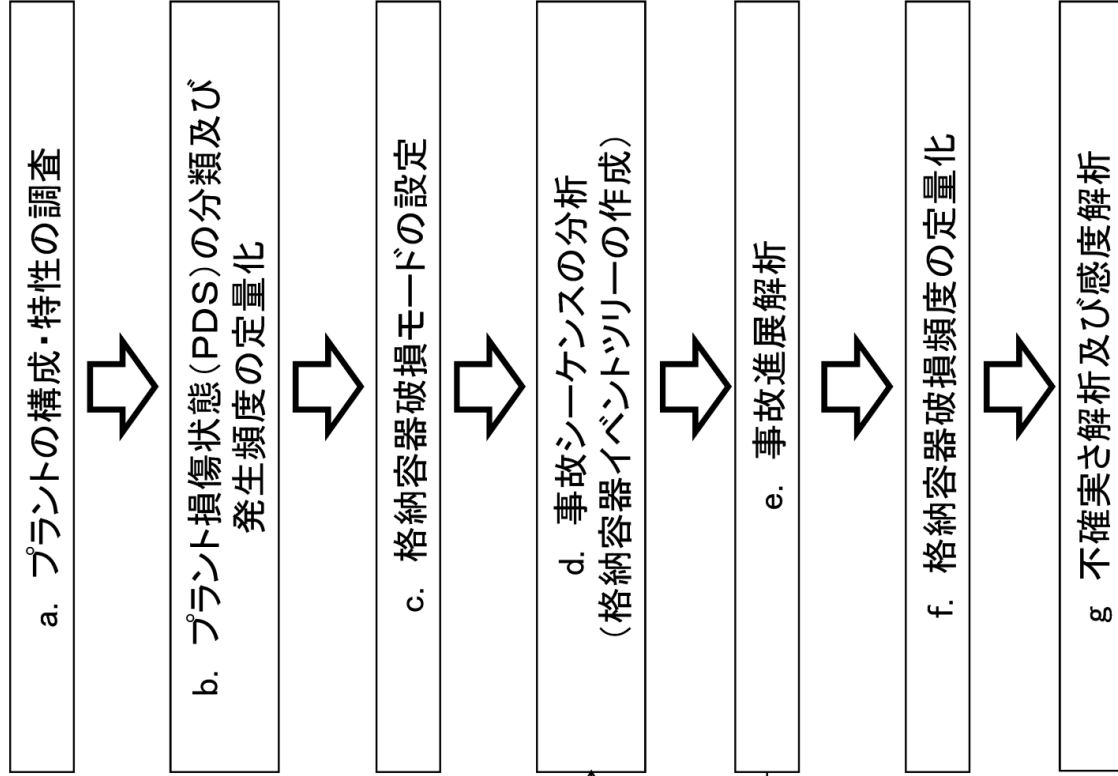 a. プラントの構成・特性の調査
b. プラント損傷状態(PDS)の分類及び
発生頻度の定量化
c. 格納容器破損モードの設定
d. 事故シーケンスの分析
(格納容器イベントツリーの作成)
e. 事故進展解析
f. 格納容器破損頻度の定量化
g 不確実さ解析及び感度解析